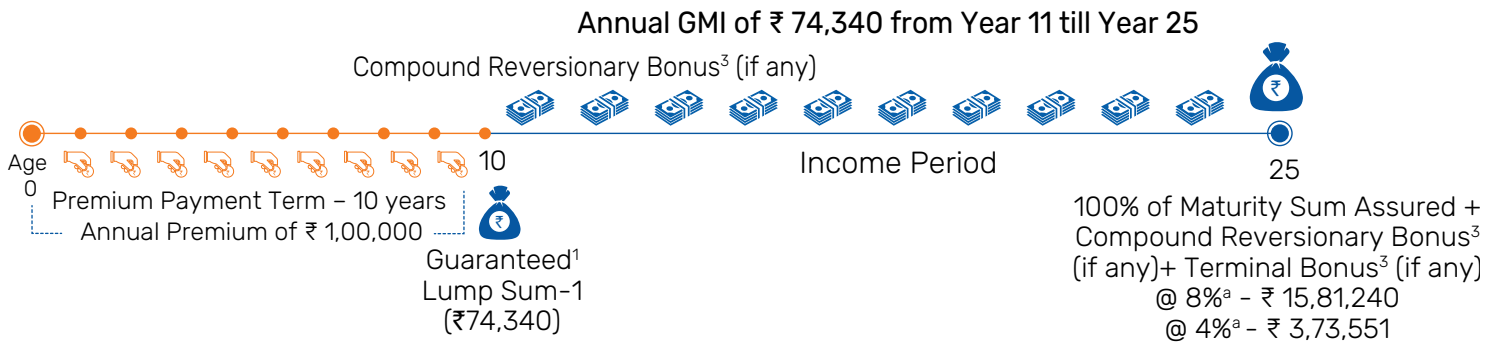 Annual GMI of ₹ 74,340 from Year 11 till Year 25
Compound Reversionary Bonus³ (if any)
₹
Age
0
10
Income Period
25
Premium Payment Term – 10 years
Annual Premium of ₹ 1,00,000
₹
Guaranteed¹
Lump Sum-1
(₹74,340)
100% of Maturity Sum Assured +
Compound Reversionary Bonus³
(if any)+ Terminal Bonus³ (if any)
@ 8%ᵃ - ₹ 15,81,240
@ 4%ᵃ - ₹ 3,73,551